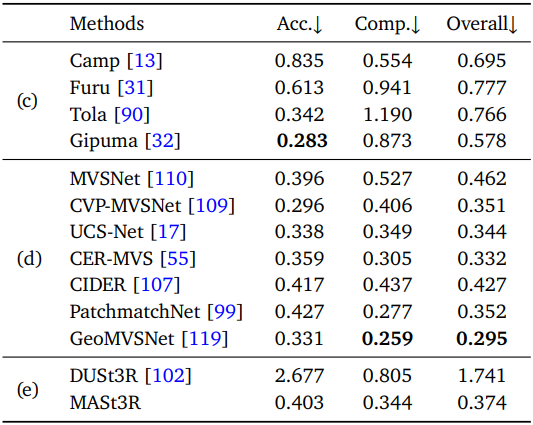 Methods Acc.↓ Comp.↓ Overall↓
Camp [13] 0.835 0.554 0.695
Furu [31] 0.613 0.941 0.777
(c)
Tola [90] 0.342 1.190 0.766
Gipuma [32] 0.283 0.873 0.578
MVSNet [110] 0.396 0.527 0.462
CVP-MVSNet [109] 0.296 0.406 0.351
UCS-Net [17] 0.338 0.349 0.344
(d) CER-MVS [55] 0.359 0.305 0.332
CIDER [107] 0.417 0.437 0.427
PatchmatchNet [99] 0.427 0.277 0.352
GeoMVSNet [119] 0.331 0.259 0.295
DUSt3R [102] 2.677 0.805 1.741
(e)
MASt3R 0.403 0.344 0.374